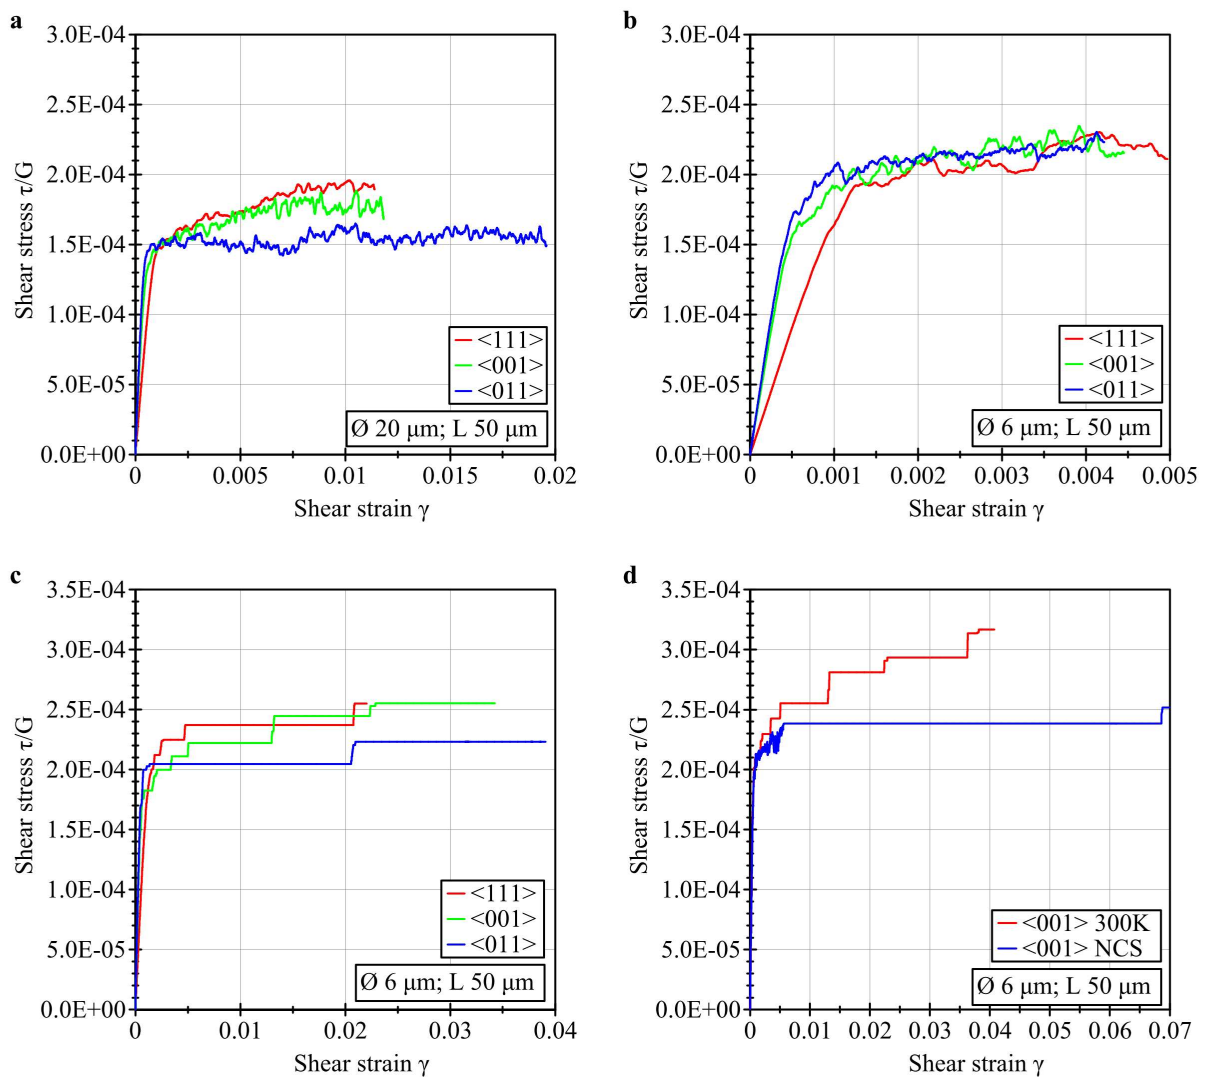 a
3.0E-04
2.5E-04
2.0E-04
1.5E-04
1.0E-04
5.0E-05
0.0E+00
Shear stress τ/G
<111>
<001>
<011>
Ø 20 μm; L 50 μm
0 0.005 0.01 0.015 0.02
Shear strain γ
b
3.0E-04
2.5E-04
2.0E-04
1.5E-04
1.0E-04
5.0E-05
0.0E+00
Shear stress τ/G
<111>
<001>
<011>
Ø 6 μm; L 50 μm
0 0.001 0.002 0.003 0.004 0.005
Shear strain γ
c
3.5E-04
3.0E-04
2.5E-04
2.0E-04
1.5E-04
1.0E-04
5.0E-05
0.0E+00
Shear stress τ/G
<111>
<001>
<011>
Ø 6 μm; L 50 μm
0 0.01 0.02 0.03 0.04
Shear strain γ
d
3.5E-04
3.0E-04
2.5E-04
2.0E-04
1.5E-04
1.0E-04
5.0E-05
0.0E+00
Shear stress τ/G
<001> 300K
<001> NCS
Ø 6 μm; L 50 μm
0 0.01 0.02 0.03 0.04 0.05 0.06 0.07
Shear strain γ